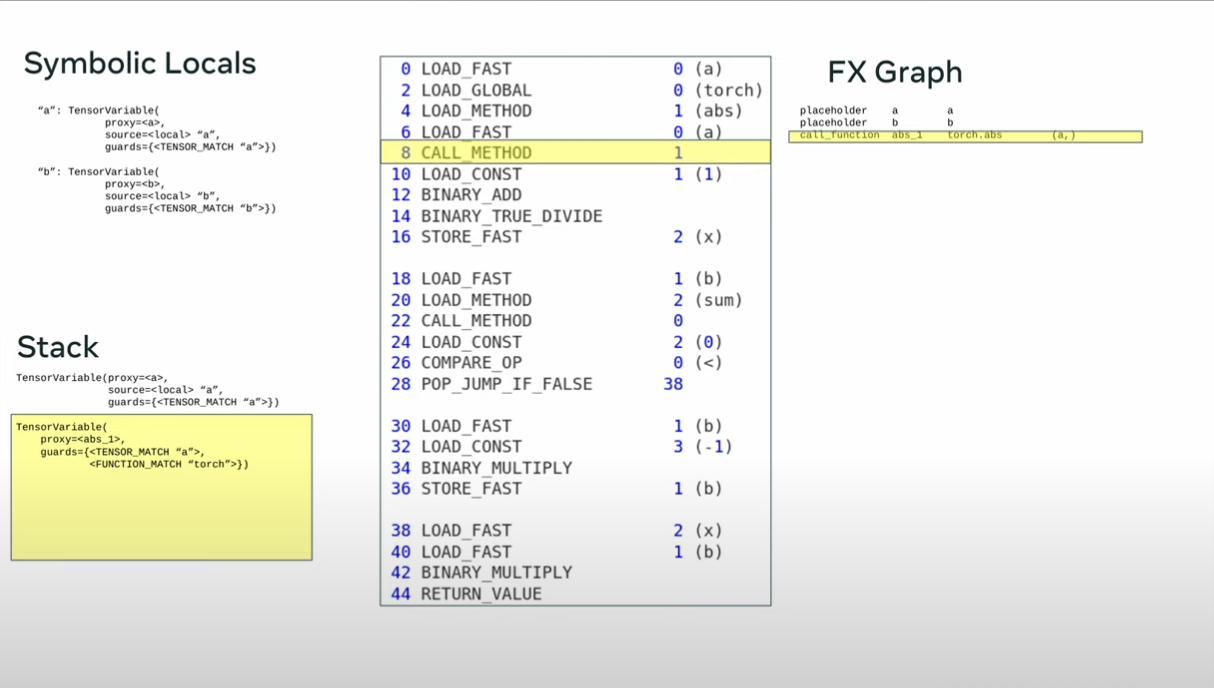 Symbolic Locals
“a”: TensorVariable(
proxy=<a>,
source=<local> “a”,
guards={<TENSOR_MATCH “a”>})
“b”: TensorVariable(
proxy=<b>,
source=<local> “b”,
guards={<TENSOR_MATCH “b”>})
Stack
TensorVariable(proxy=<a>,
source=<local> “a”,
guards={<TENSOR_MATCH “a”>})
TensorVariable(
proxy=<abs_1>,
guards={<TENSOR_MATCH “a”>,
<FUNCTION_MATCH “torch”>})
0 LOAD_FAST 0 (a)
2 LOAD_GLOBAL 0 (torch)
4 LOAD_METHOD 1 (abs)
6 LOAD_FAST 0 (a)
8 CALL_METHOD 1
10 LOAD_CONST 1 (1)
12 BINARY_ADD
14 BINARY_TRUE_DIVIDE
16 STORE_FAST 2 (x)
18 LOAD_FAST 1 (b)
20 LOAD_METHOD 2 (sum)
22 CALL_METHOD 0
24 LOAD_CONST 2 (0)
26 COMPARE_OP 0 (<)
28 POP_JUMP_IF_FALSE 38
30 LOAD_FAST 1 (b)
32 LOAD_CONST 3 (-1)
34 BINARY_MULTIPLY
36 STORE_FAST 1 (b)
38 LOAD_FAST 2 (x)
40 LOAD_FAST 1 (b)
42 BINARY_MULTIPLY
44 RETURN_VALUE
FX Graph
placeholder a a
placeholder b b
call_function abs_1 torch.abs (a,)